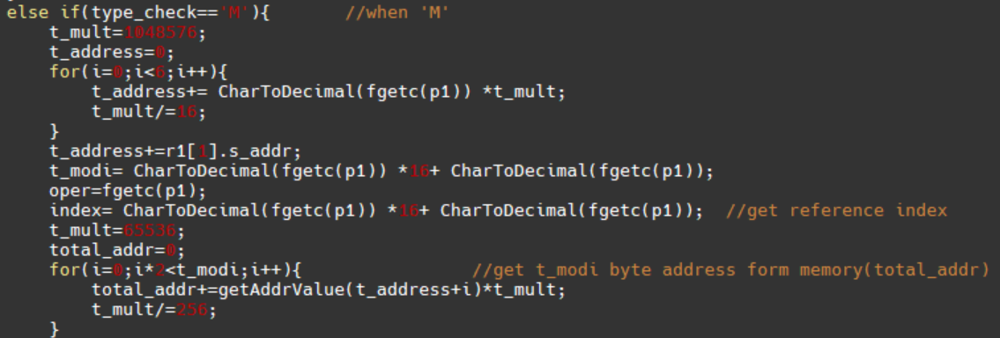 else if(type_check=='M'){        //when 'M'
    t_mult=1048576;
    t_address=0;
    for(i=0;i<6;i++){
        t_address+= CharToDecimal(fgetc(p1)) *t_mult;
        t_mult/=16;
    }
    t_address+=r1[1].s_addr;
    t_modi= CharToDecimal(fgetc(p1)) *16+ CharToDecimal(fgetc(p1));
    oper=fgetc(p1);
    index= CharToDecimal(fgetc(p1)) *16+ CharToDecimal(fgetc(p1));  //get reference index
    t_mult=65536;
    total_addr=0;
    for(i=0;i*2<t_modi;i++){                //get t_modi byte address form memory(total_addr)
        total_addr+=getAddrValue(t_address+i)*t_mult;
        t_mult/=256;
    }